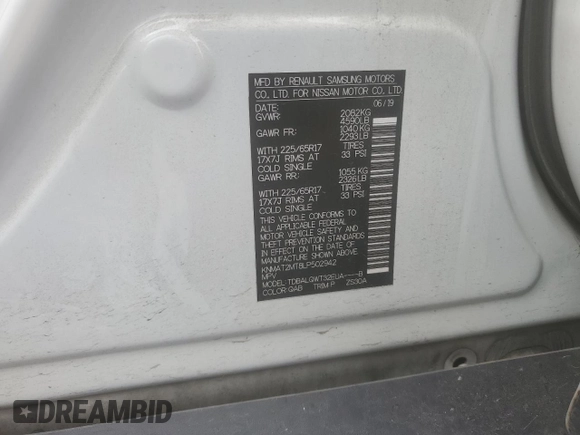 MFD BY RENAULT SAMSUNG MOTORS
CO. LTD. FOR NISSAN MOTOR CO. LTD
DATE: 06/19
GVWR: 2082KG
4590LB
GAWR FR: 1040KG
2293LB
WITH 225/65R17 TIRES
17X7J RIMS AT 33 PSI
COLD SINGLE
GAWR RR: 1055KG
2326LB
WITH 225/65R17 TIRES
17X7J RIMS AT 33 PSI
COLD SINGLE
THIS VEHICLE CONFORMS TO
ALL APPLICABLE FEDERAL
MOTOR VEHICLE SAFETY AND
THEFT PREVENTION STANDARDS
IN EFFECT ON THE DATE OF
MANUFACTURE SHOWN ABOVE
KNMAT2MT8LP502942
MPV
MODEL: TDBALQWT32EUA----B
COLOR: QAB TRIM: P ZS30A
DREAMBID